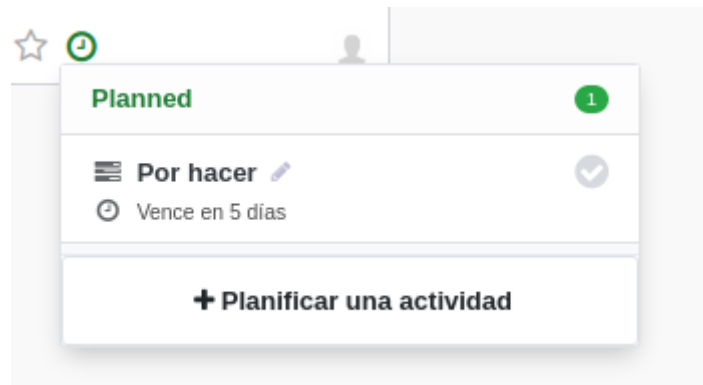 Planned
1
Por hacer
Vence en 5 días
Planificar una actividad